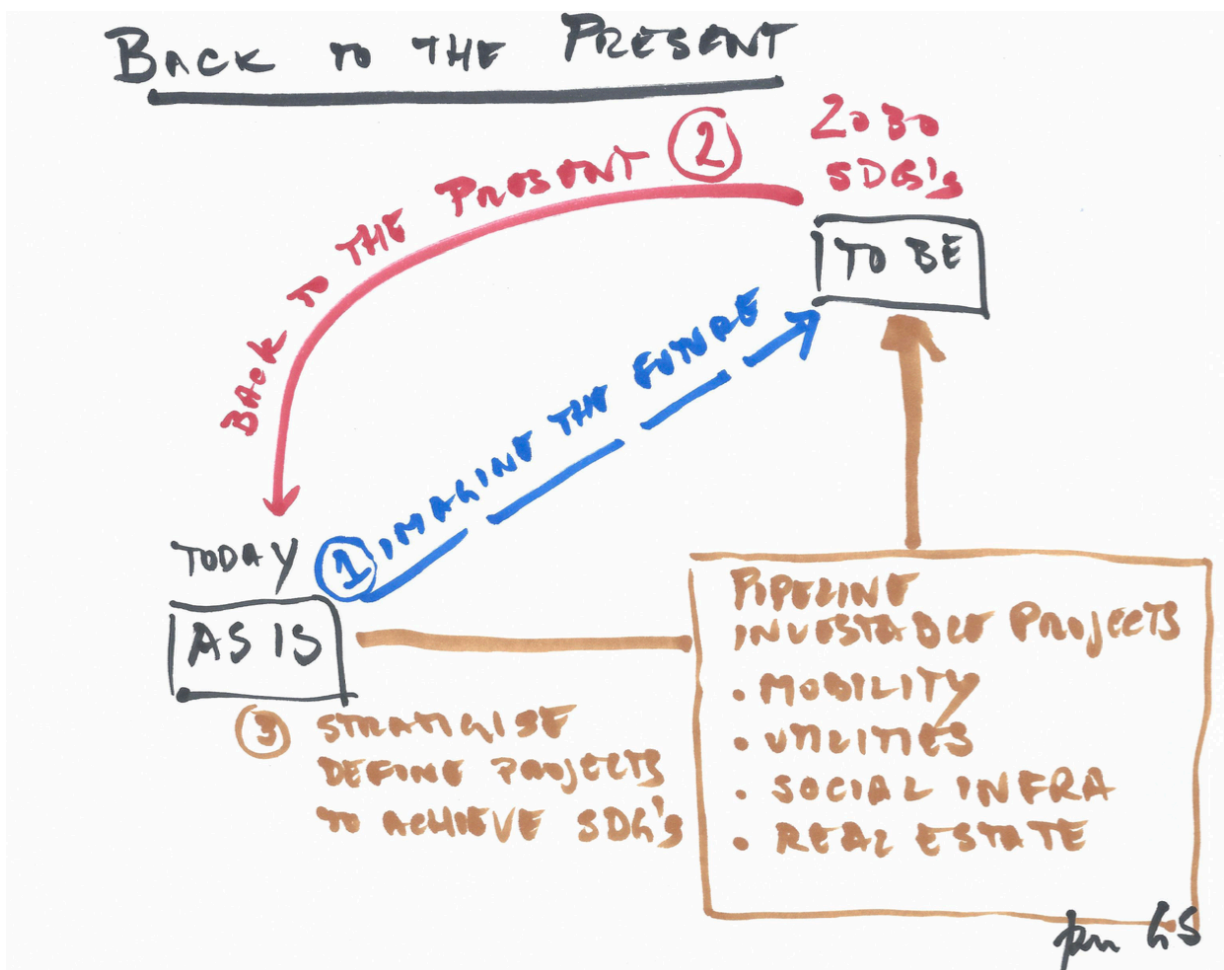 BACK TO THE PRESENT
2030
SDG's
TO BE
BACK TO THE PRESENT 2
1 IMAGINE THE FUTURE
TODAY
AS IS
3 STRATIGISE
DEFINE PROJECTS
TO ACHIEVE SDG's
PIPELINE
INVESTABLE PROJECTS
• MOBILITY
• UTILITIES
• SOCIAL INFRA
• REAL ESTATE